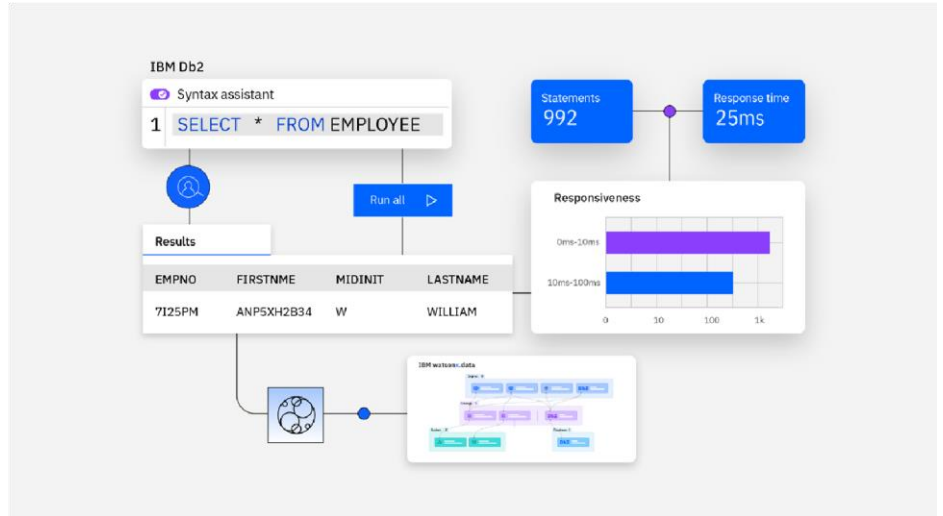 IBM Db2
Syntax assistant
1 SELECT * FROM EMPLOYEE
Run all
Results
EMPNO FIRSTNME MIDINIT LASTNAME
7I25PM ANP5XH2B34 W WILLIAM
Statements
992
Response time
25ms
Responsiveness
0ms-10ms
10ms-100ms
0 10 100 1k
IBM watsonx.data